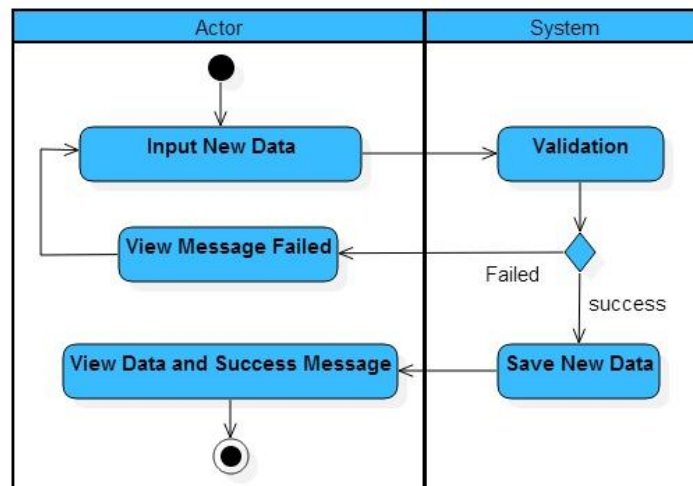 Actor
System
Input New Data
Validation
View Message Failed
Failed
success
View Data and Success Message
Save New Data